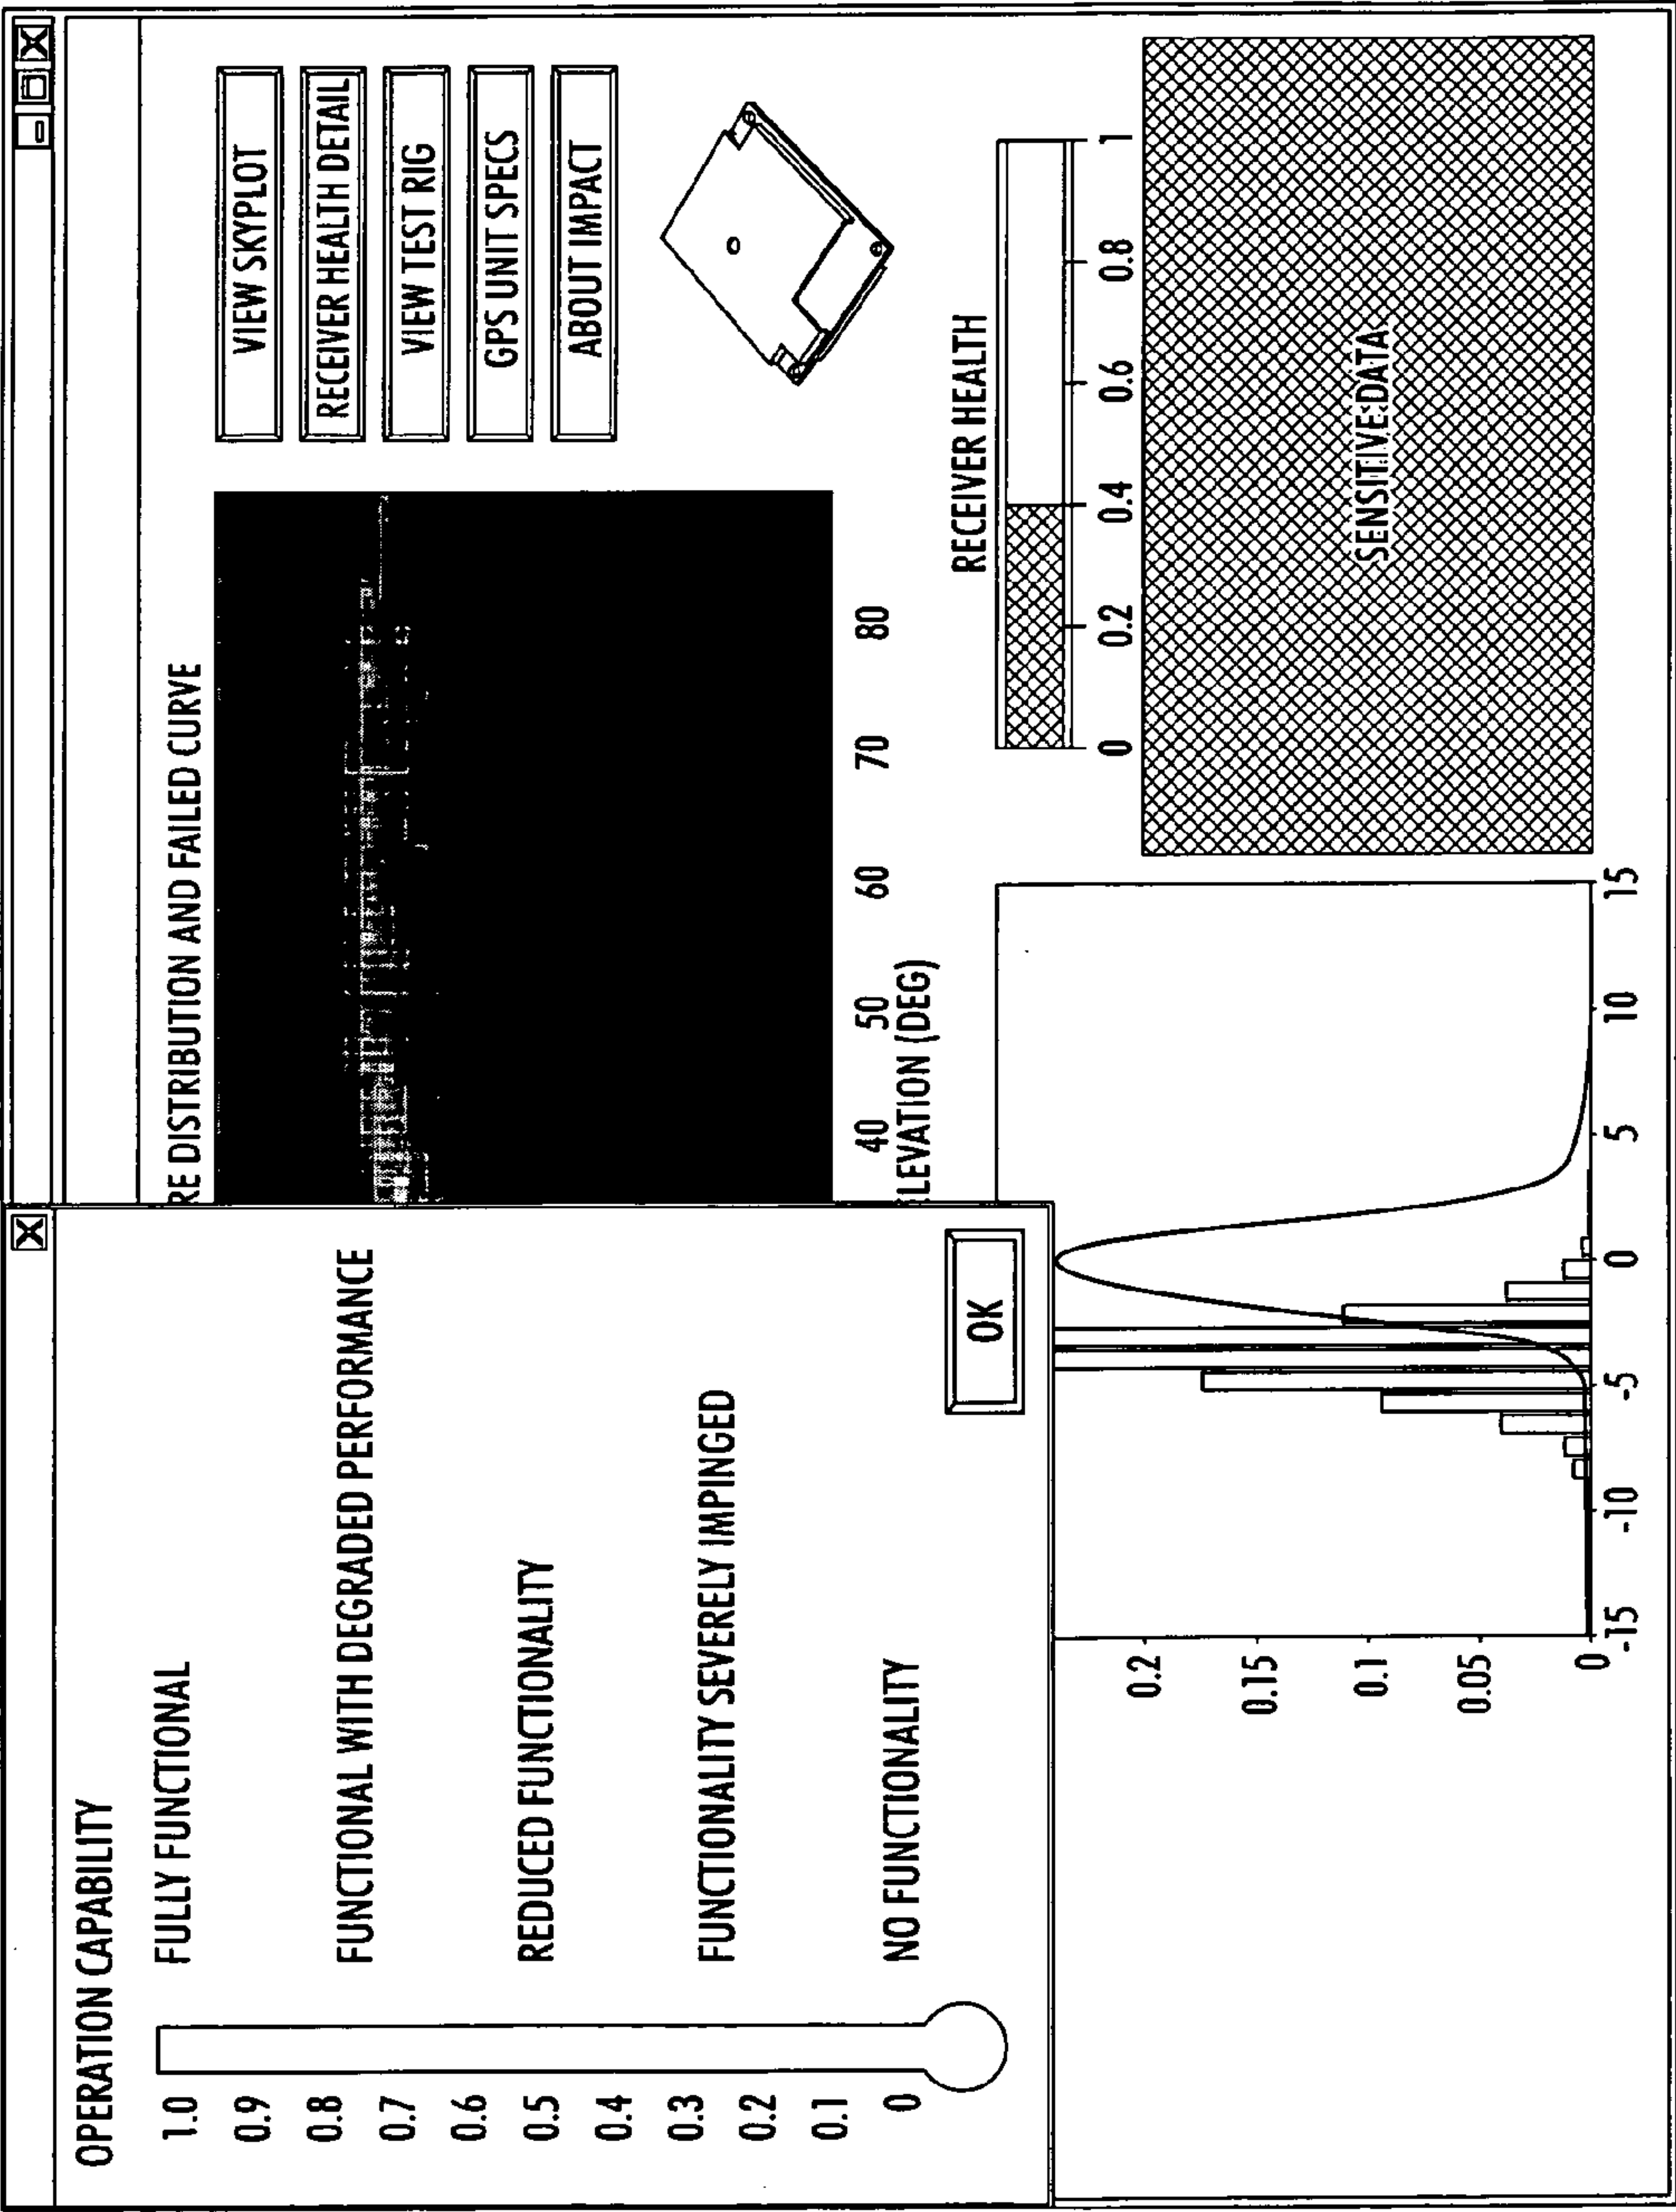 OPERATION CAPABILITY
1.0
0.9
0.8
0.7
0.6
0.5
0.4
0.3
0.2
0.1
0
FULLY FUNCTIONAL
FUNCTIONAL WITH DEGRADED PERFORMANCE
REDUCED FUNCTIONALITY
FUNCTIONALITY SEVERELY IMPINGED
NO FUNCTIONALITY
OK
RE DISTRIBUTION AND FAILED CURVE
40 50 60 70 80
LEVATION (DEG)
VIEW SKYPLOT
RECEIVER HEALTH DETAIL
VIEW TEST RIG
GPS UNIT SPECS
ABOUT IMPACT
RECEIVER HEALTH
0 0.2 0.4 0.6 0.8 1
SENSITIVE DATA
0.2
0.15
0.1
0.05
0
-15 -10 -5 0 5 10 15